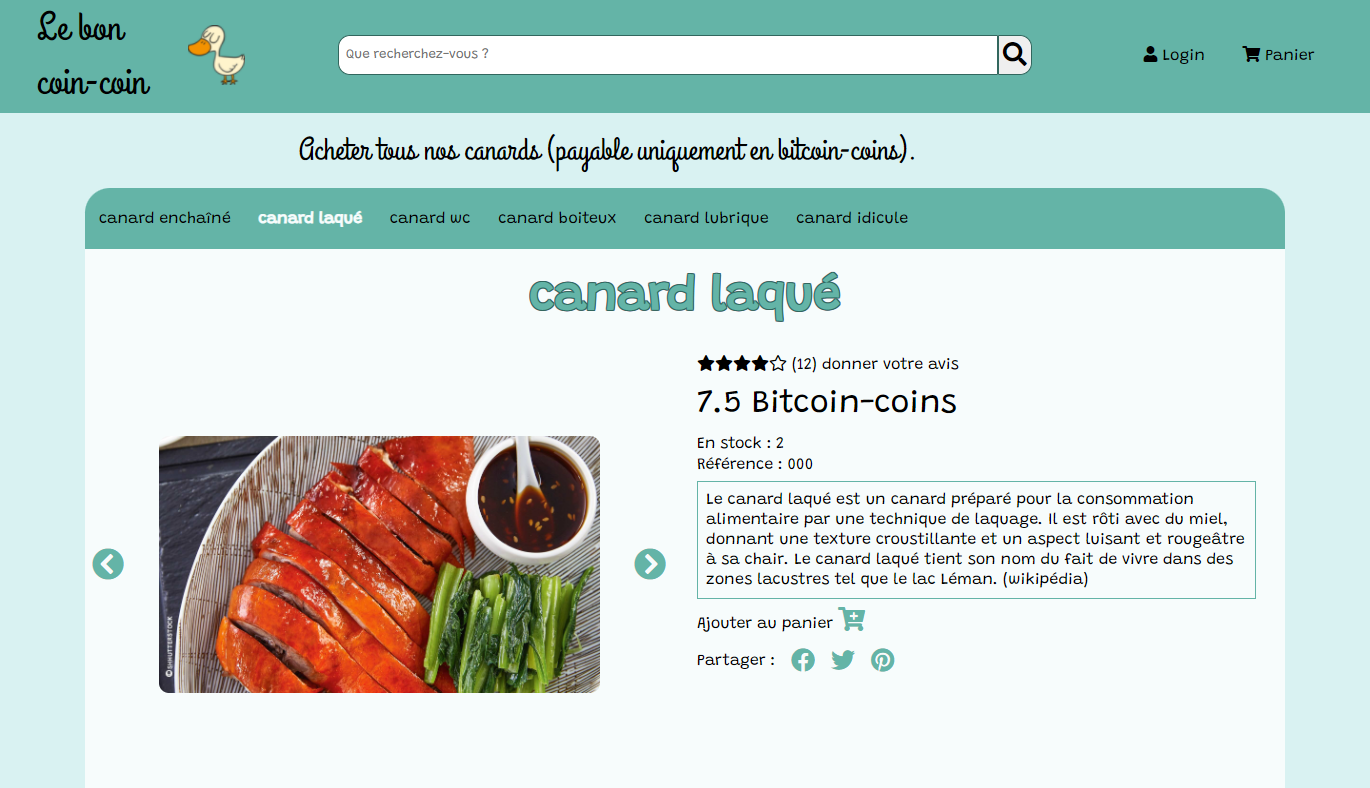 Le bon
coin-coin
Que recherchez-vous ?
Login
Panier
Acheter tous nos canards (payable uniquement en bitcoin-coins).
canard enchaîné canard laqué canard wc canard boiteux canard lubrique canard idicule
canard laqué
(12) donner votre avis
7.5 Bitcoin-coins
En stock : 2
Référence : 000
Le canard laqué est un canard préparé pour la consommation
alimentaire par une technique de laquage. Il est rôti avec du miel,
donnant une texture croustillante et un aspect luisant et rougeâtre
à sa chair. Le canard laqué tient son nom du fait de vivre dans des
zones lacustres tel que le lac Léman. (wikipédia)
Ajouter au panier
Partager :
© SHUTTERSTOCK